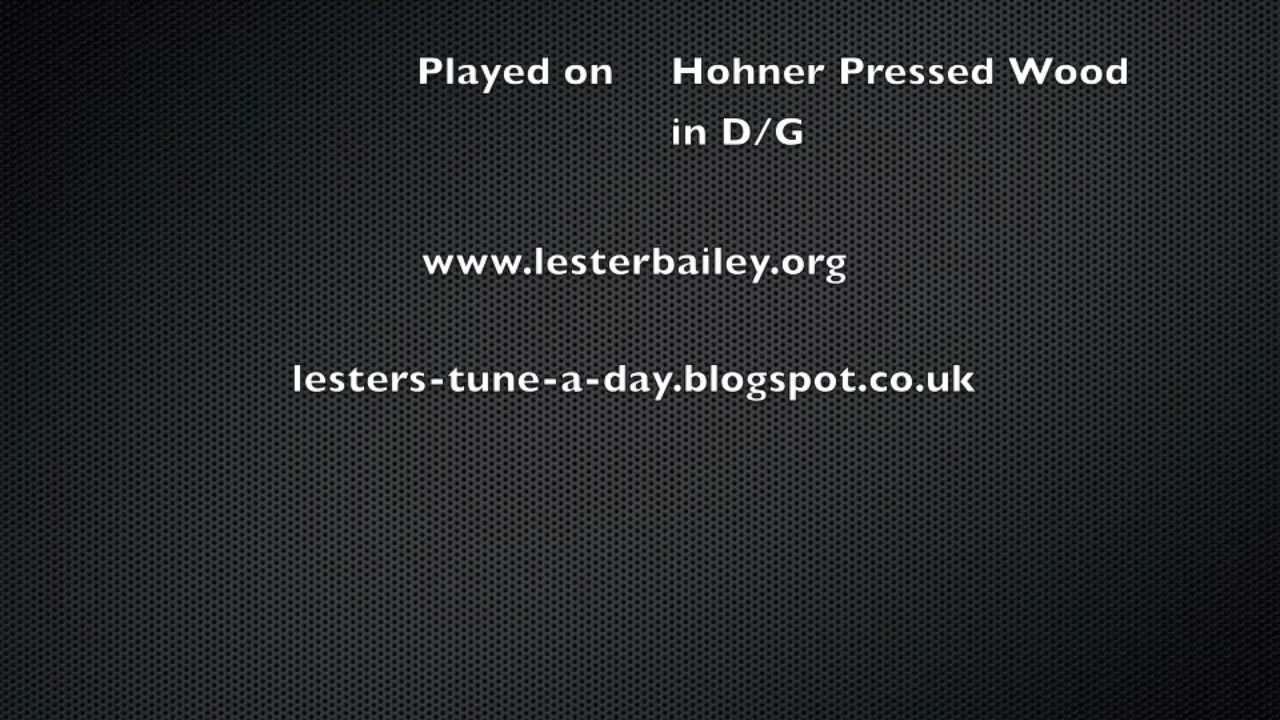 Played on Hohner Pressed Wood
in D/G
www.lesterbailey.org
lesters-tune-a-day.blogspot.co.uk